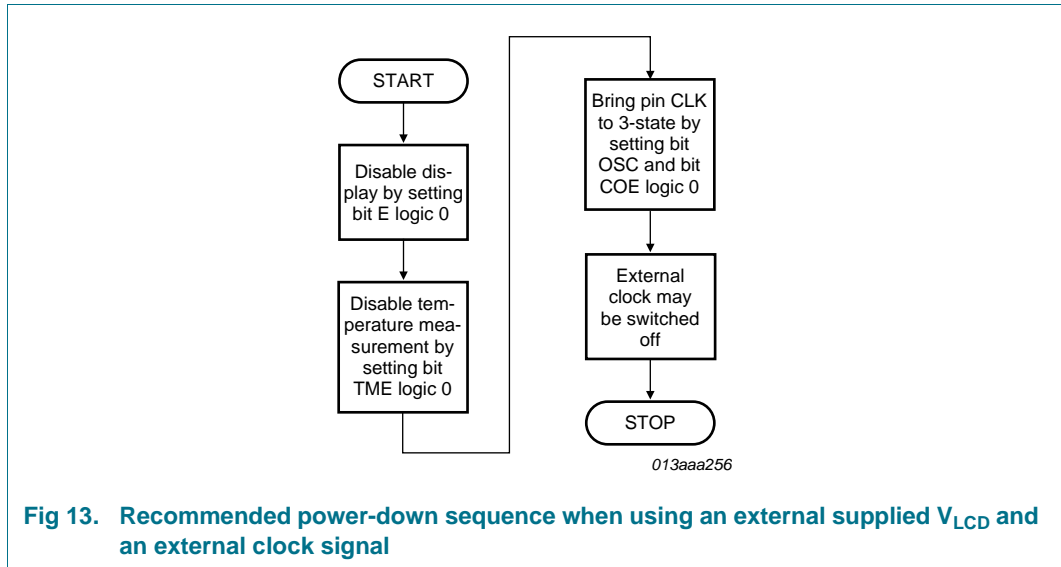 START
Disable dis-
play by setting
bit E logic 0
Disable tem-
perature mea-
surement by
setting bit
TME logic 0
Bring pin CLK
to 3-state by
setting bit
OSC and bit
COE logic 0
External
clock may
be switched
off
STOP
013aaa256
Fig 13. Recommended power-down sequence when using an external supplied VLCD and
an external clock signal